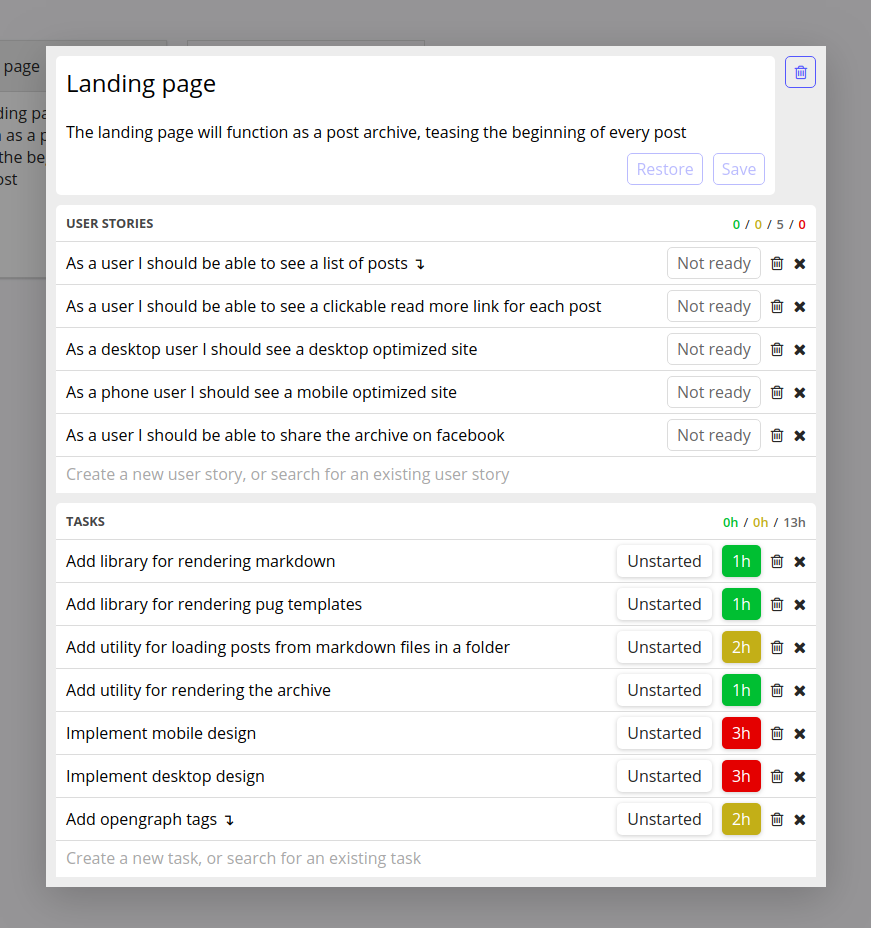 page
Landing page
The landing page will function as a post archive, teasing the beginning of every post
Restore Save
ding pa
as a p
the be
ost
USER STORIES 0 / 0 / 5 / 0
As a user I should be able to see a list of posts ↴ Not ready
As a user I should be able to see a clickable read more link for each post Not ready
As a desktop user I should see a desktop optimized site Not ready
As a phone user I should see a mobile optimized site Not ready
As a user I should be able to share the archive on facebook Not ready
Create a new user story, or search for an existing user story
TASKS 0h / 0h / 13h
Add library for rendering markdown Unstarted 1h
Add library for rendering pug templates Unstarted 1h
Add utility for loading posts from markdown files in a folder Unstarted 2h
Add utility for rendering the archive Unstarted 1h
Implement mobile design Unstarted 3h
Implement desktop design Unstarted 3h
Add opengraph tags ↴ Unstarted 2h
Create a new task, or search for an existing task